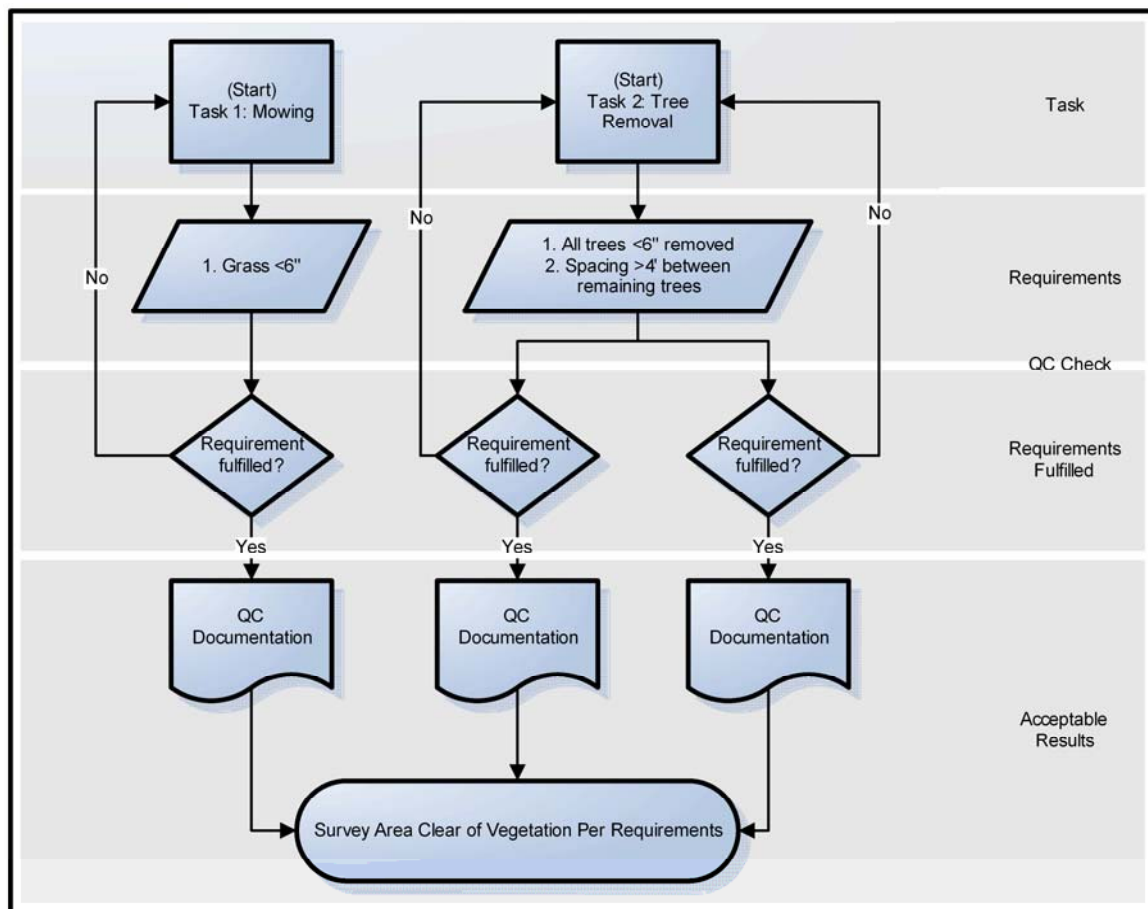 (Start)
Task 1: Mowing
(Start)
Task 2: Tree
Removal
Task
No
No
No
1. Grass <6"
1. All trees <6" removed
2. Spacing >4' between
remaining trees
Requirements
QC Check
Requirement
fulfilled?
Requirement
fulfilled?
Requirement
fulfilled?
Requirements
Fulfilled
Yes
Yes
Yes
QC
Documentation
QC
Documentation
QC
Documentation
Acceptable
Results
Survey Area Clear of Vegetation Per Requirements